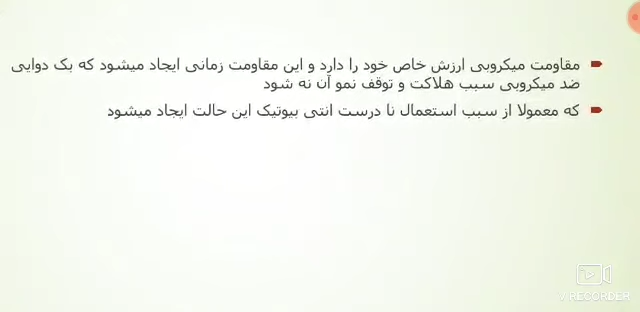 مقاومت میکروبی ارزش خاص خود را دارد و این مقاومت زمانی ایجاد میشود که یک دوایی
ضد میکروبی سبب هلاکت و توقف نمو آن نه شود
که معمولا از سبب استعمال نا درست انتی بیوتیک این حالت ایجاد میشود
V RECORDER